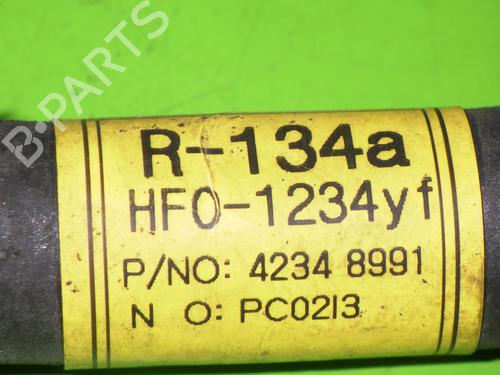 B-PARTS
R-134a
HFO-1234yf
P/NO: 4234 8991
N O: PC0213